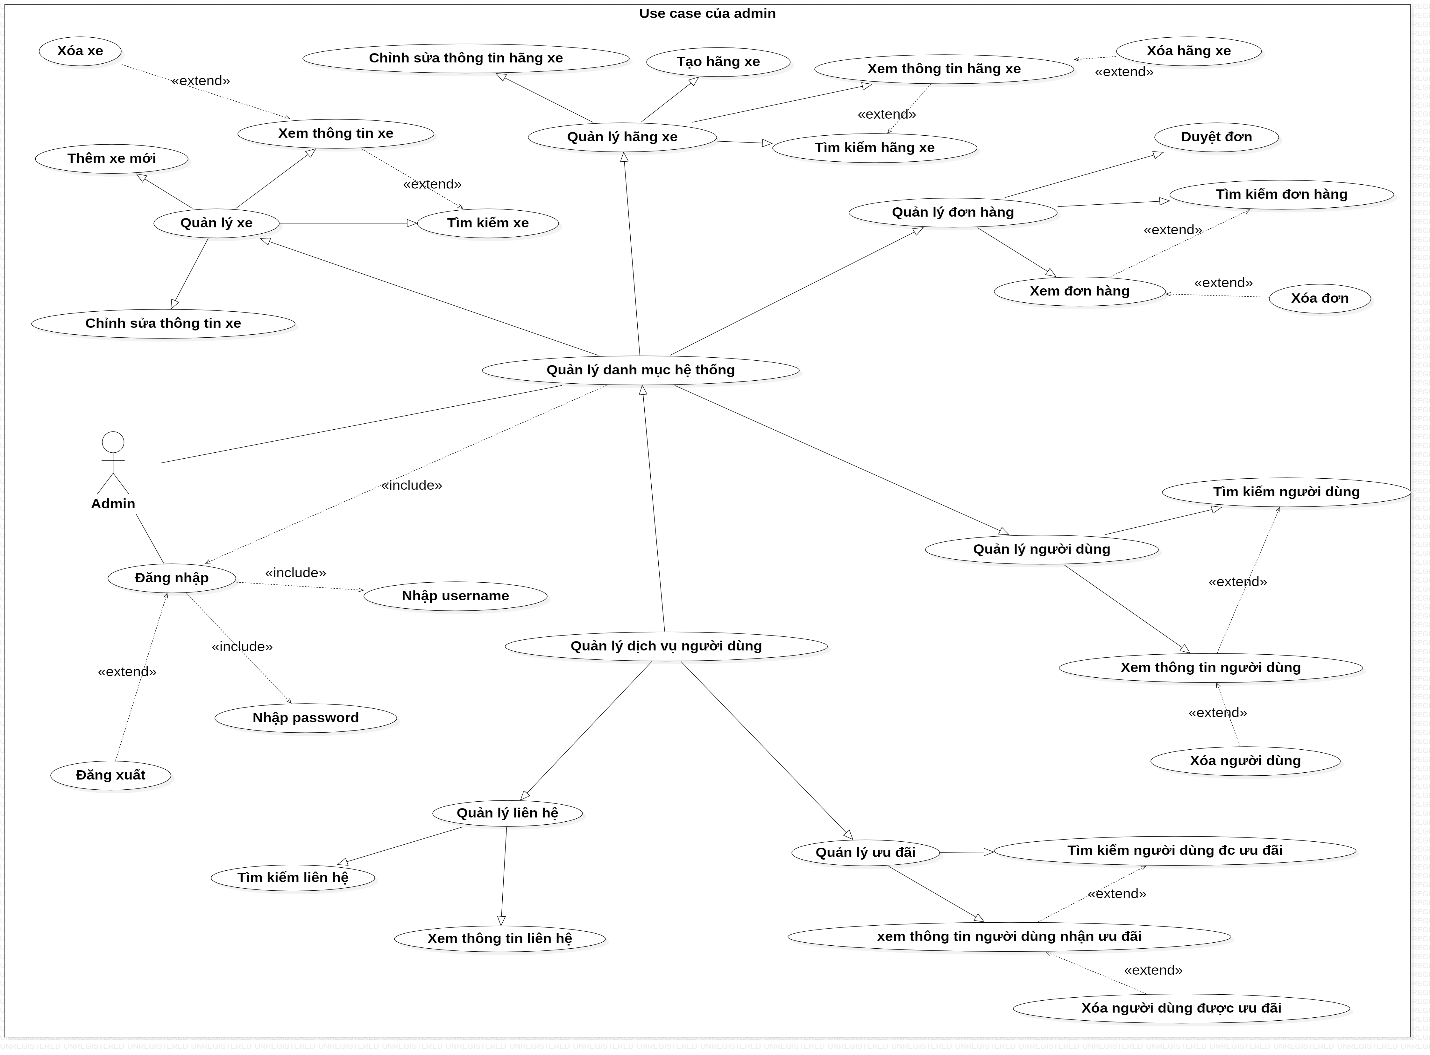 Use case của admin
Xóa xe
Chỉnh sửa thông tin hãng xe
Tạo hãng xe
Xem thông tin hãng xe
Xóa hãng xe
«extend»
«extend»
«extend»
Xem thông tin xe
Quản lý hãng xe
Tìm kiếm hãng xe
Duyệt đơn
Thêm xe mới
«extend»
Tìm kiếm đơn hàng
Quản lý xe
Tìm kiếm xe
Quản lý đơn hàng
«extend»
Xem đơn hàng
«extend»
Xóa đơn
Chính sửa thông tin xe
Quản lý danh mục hệ thống
Admin
«include»
Tìm kiếm người dùng
Quản lý người dùng
Đăng nhập
«include»
Nhập username
«extend»
«include»
Quản lý dịch vụ người dùng
«extend»
Xem thông tin người dùng
Nhập password
«extend»
Đăng xuất
Xóa người dùng
Quản lý liên hệ
Quản lý ưu đãi
Tìm kiếm người dùng đc ưu đãi
Tìm kiếm liên hệ
«extend»
Xem thông tin liên hệ
xem thông tin người dùng nhận ưu đãi
«extend»
Xóa người dùng được ưu đãi
UNREGISTERED UNREGISTERED UNREGISTERED UNREGISTERED UNREGISTERED UNREGISTERED